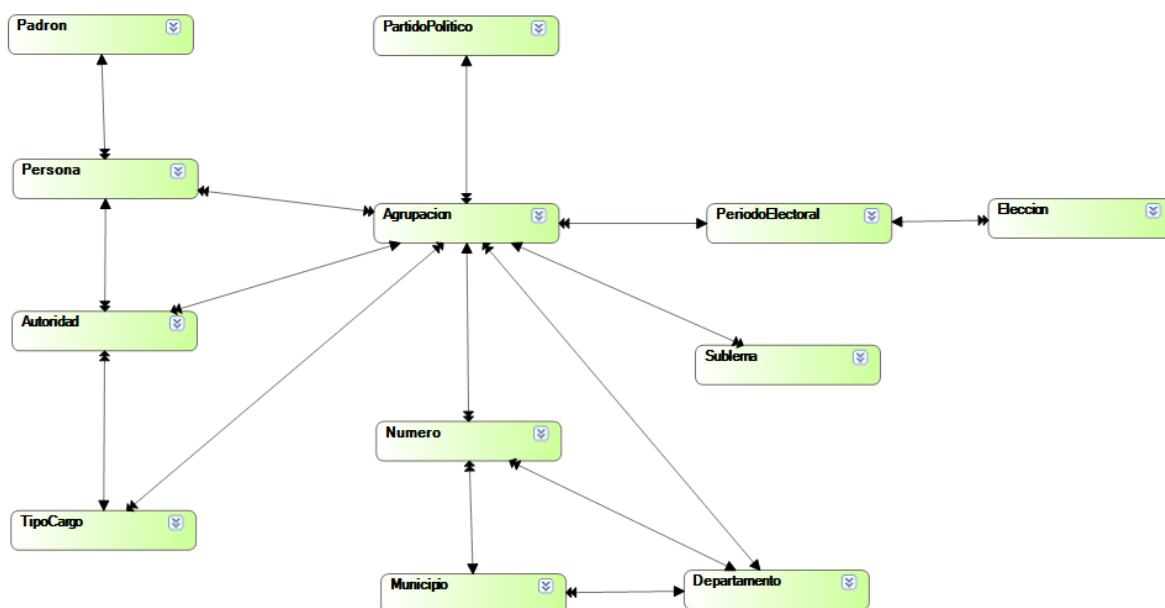 Padron
PartidoPolitico
Persona
Agrupacion
PeriodoElectoral
Eleccion
Autoridad
Sublema
Numero
TipoCargo
Municipio
Departamento